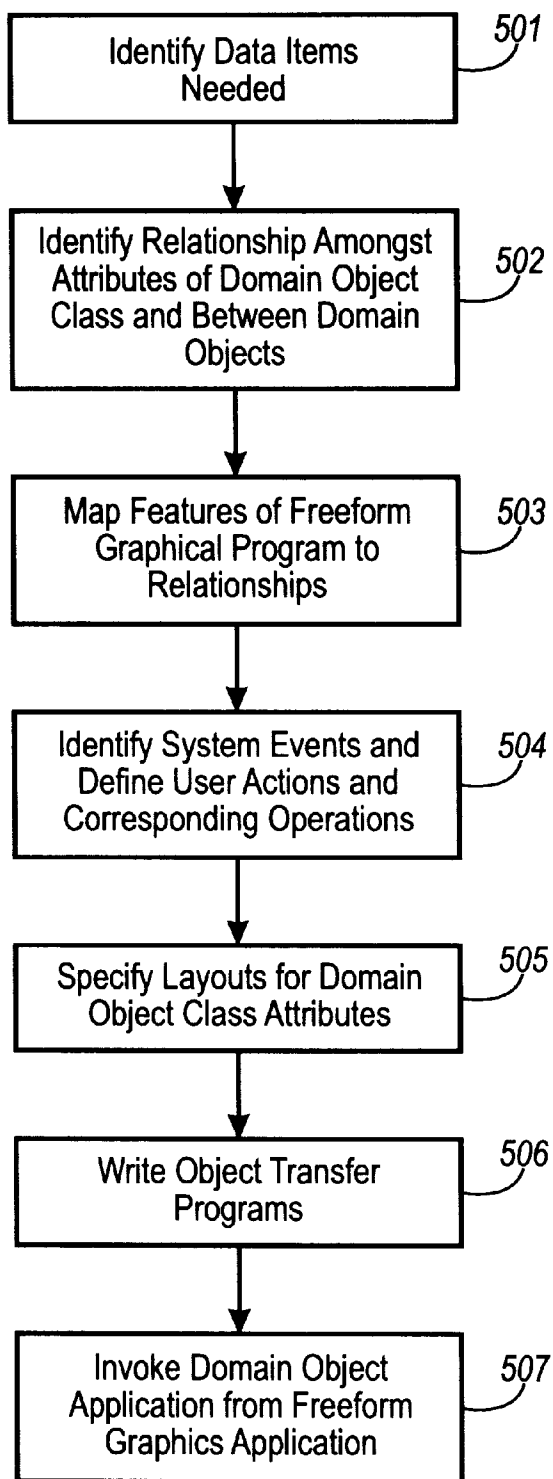 501
Identify Data Items
Needed
Identify Relationship Amongst
Attributes of Domain Object
Class and Between Domain
Objects
502
Map Features of Freeform
Graphical Program to
Relationships
503
Identify System Events and
Define User Actions and
Corresponding Operations
504
Specify Layouts for Domain
Object Class Attributes
505
Write Object Transfer
Programs
506
Invoke Domain Object
Application from Freeform
Graphics Application
507